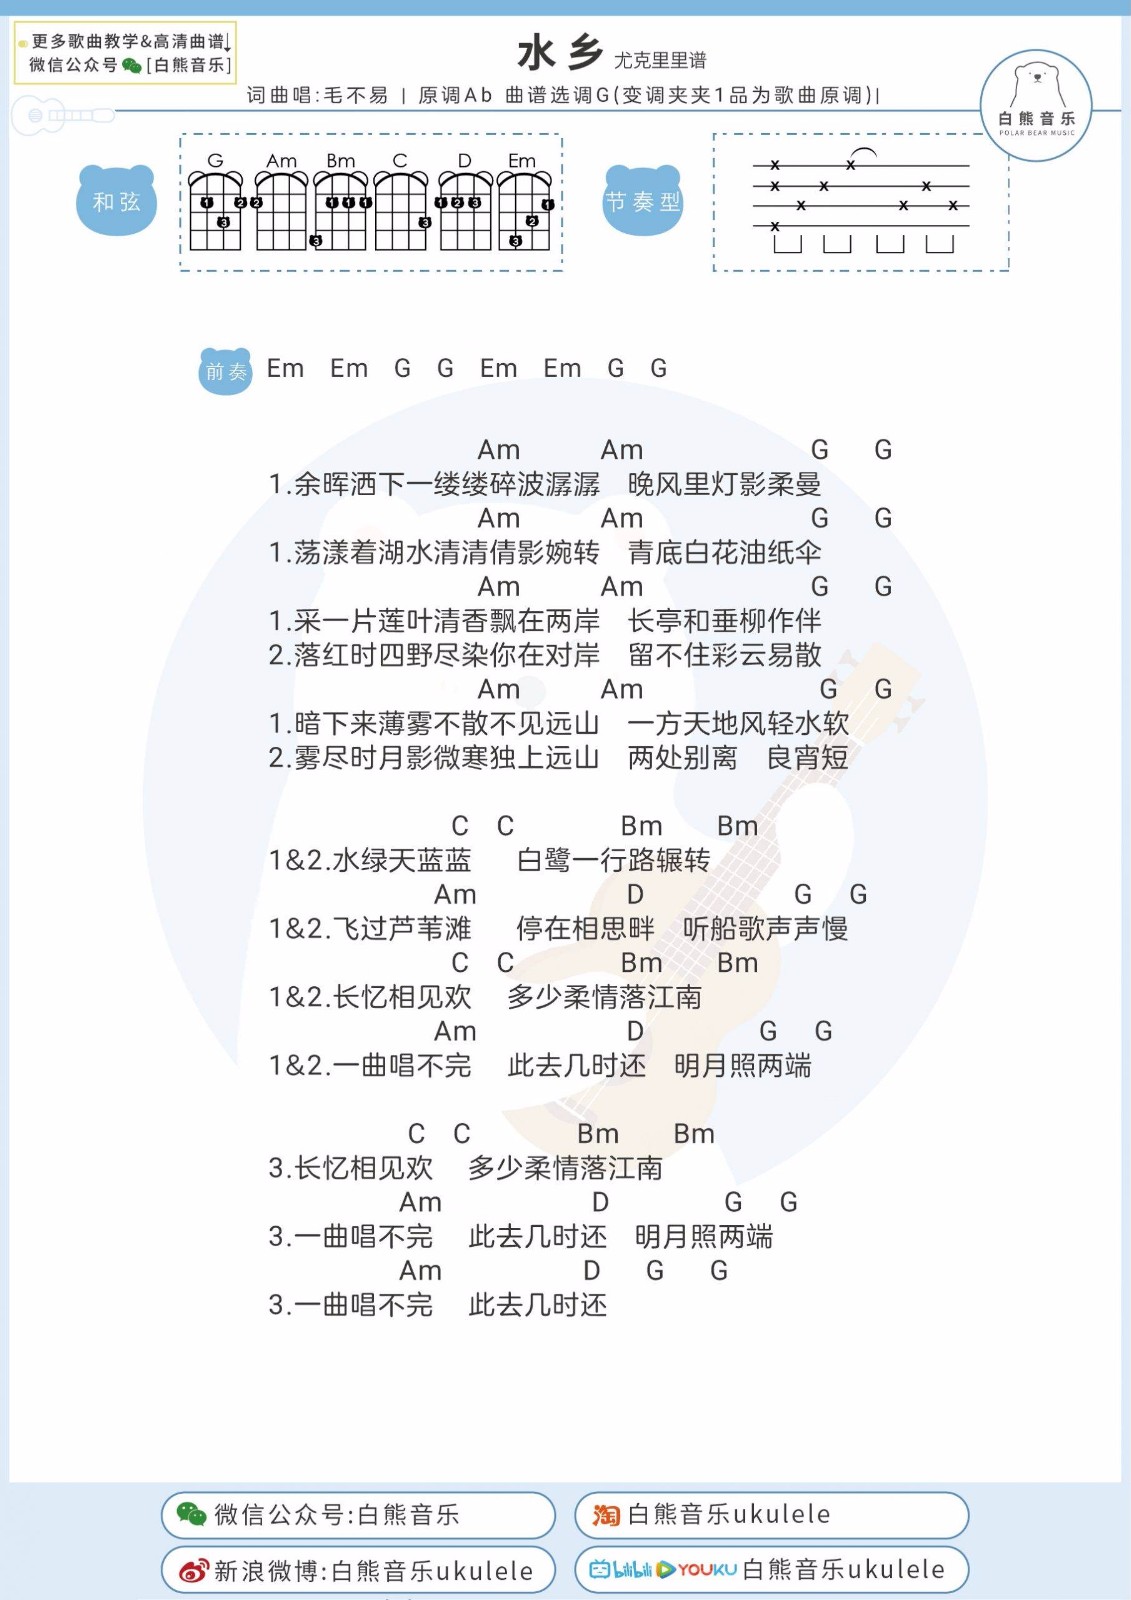 更多歌曲教学&高清曲谱↓
微信公众号 [白熊音乐]
水乡 尤克里里谱
词曲唱:毛不易 | 原调Ab 曲谱选调G(变调夹夹1品为歌曲原调)|
白熊音乐
POLAR BEAR MUSIC
和弦
G Am Bm C D Em
1 2 3
2
1 1 1 3
3
1 2 3
1 2 3
节奏型
前奏 Em Em G G Em Em G G
Am Am G G
1.余晖洒下一缕缕碎波潺潺 晚风里灯影柔曼
Am Am G G
1.荡漾着湖水清清倩影婉转 青底白花油纸伞
Am Am G G
1.采一片莲叶清香飘在两岸 长亭和垂柳作伴
2.落红时四野尽染你在对岸 留不住彩云易散
Am Am G G
1.暗下来薄雾不散不见远山 一方天地风轻水软
2.雾尽时月影微寒独上远山 两处别离 良宵短
C C Bm Bm
1&2.水绿天蓝蓝 白鹭一行路辗转
Am D G G
1&2.飞过芦苇滩 停在相思畔 听船歌声声慢
C C Bm Bm
1&2.长忆相见欢 多少柔情落江南
Am D G G
1&2.一曲唱不完 此去几时还 明月照两端
C C Bm Bm
3.长忆相见欢 多少柔情落江南
Am D G G
3.一曲唱不完 此去几时还 明月照两端
Am D G G
3.一曲唱不完 此去几时还
微信公众号:白熊音乐
淘 白熊音乐ukulele
新浪微博:白熊音乐ukulele
bilibili YOUKU 白熊音乐ukulele